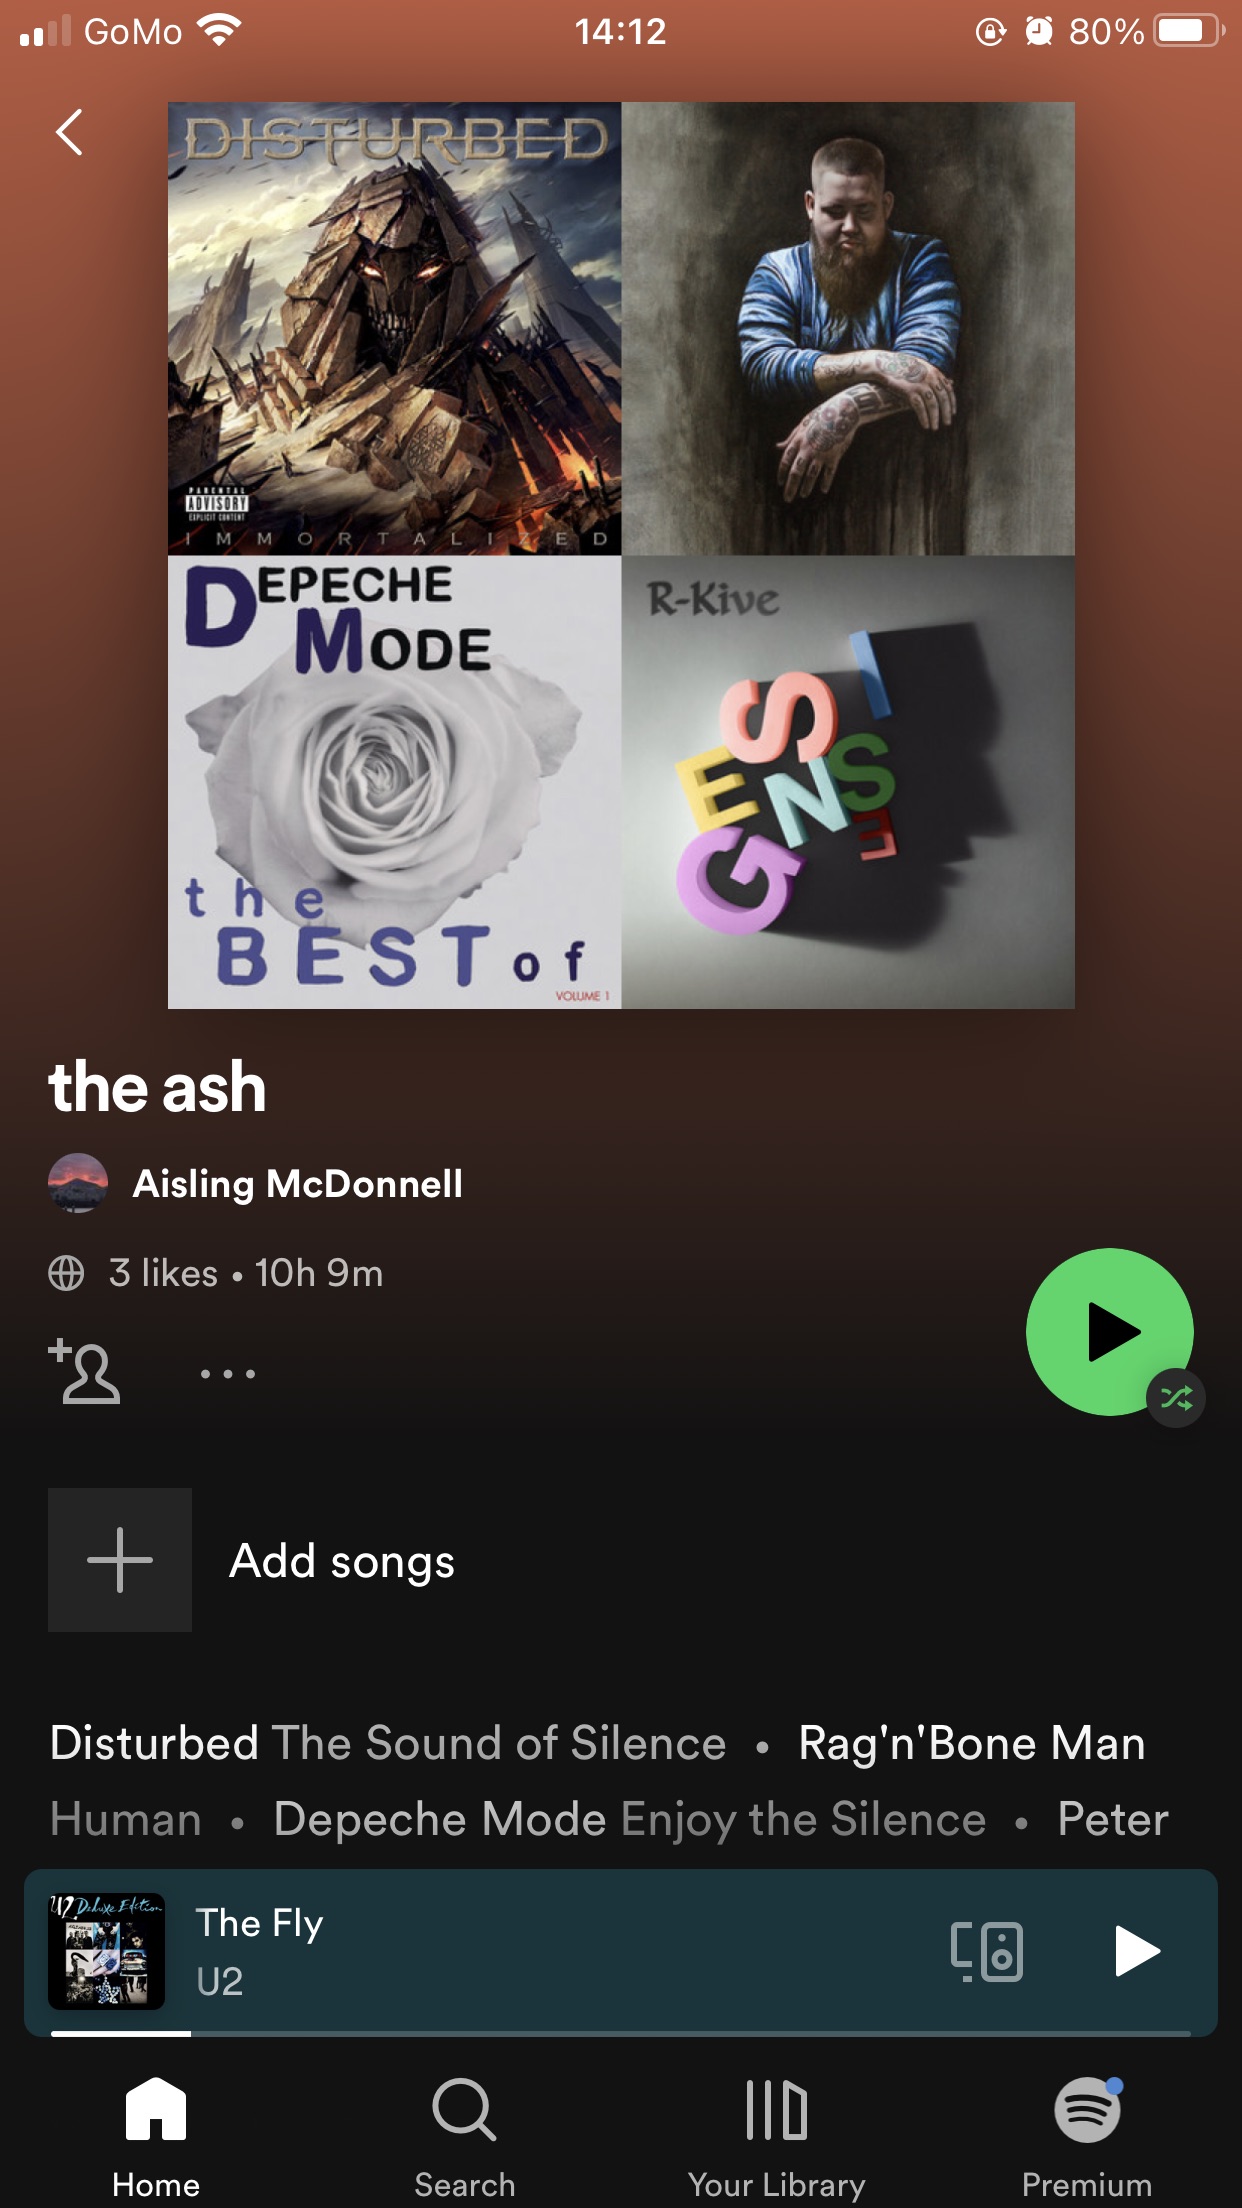 GoMo 14:12 80%
DISTURBED
PARENTAL
ADVISORY
EXPLICIT CONTENT
IMMORTALIZED
DEPECHE
MODE
the
BEST of
VOLUME 1
R-Kive
GENESIS
the ash
Aisling McDonnell
3 likes • 10h 9m
Add songs
Disturbed The Sound of Silence • Rag'n'Bone Man
Human • Depeche Mode Enjoy the Silence • Peter
U2 Deluxe Edition
The Fly
U2
Home Search Your Library Premium